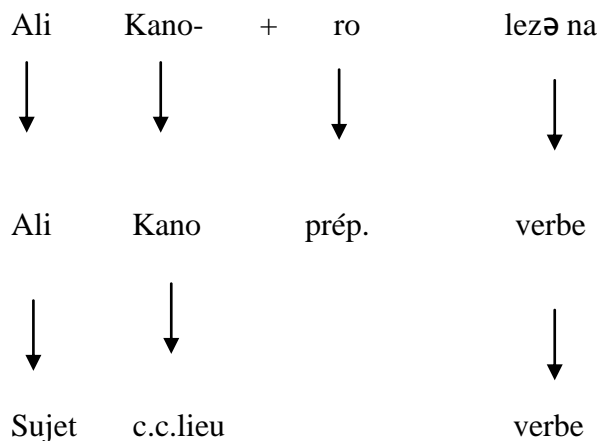 Ali Kano- + ro lezə na
Ali Kano prép. verbe
Sujet c.c.lieu verbe